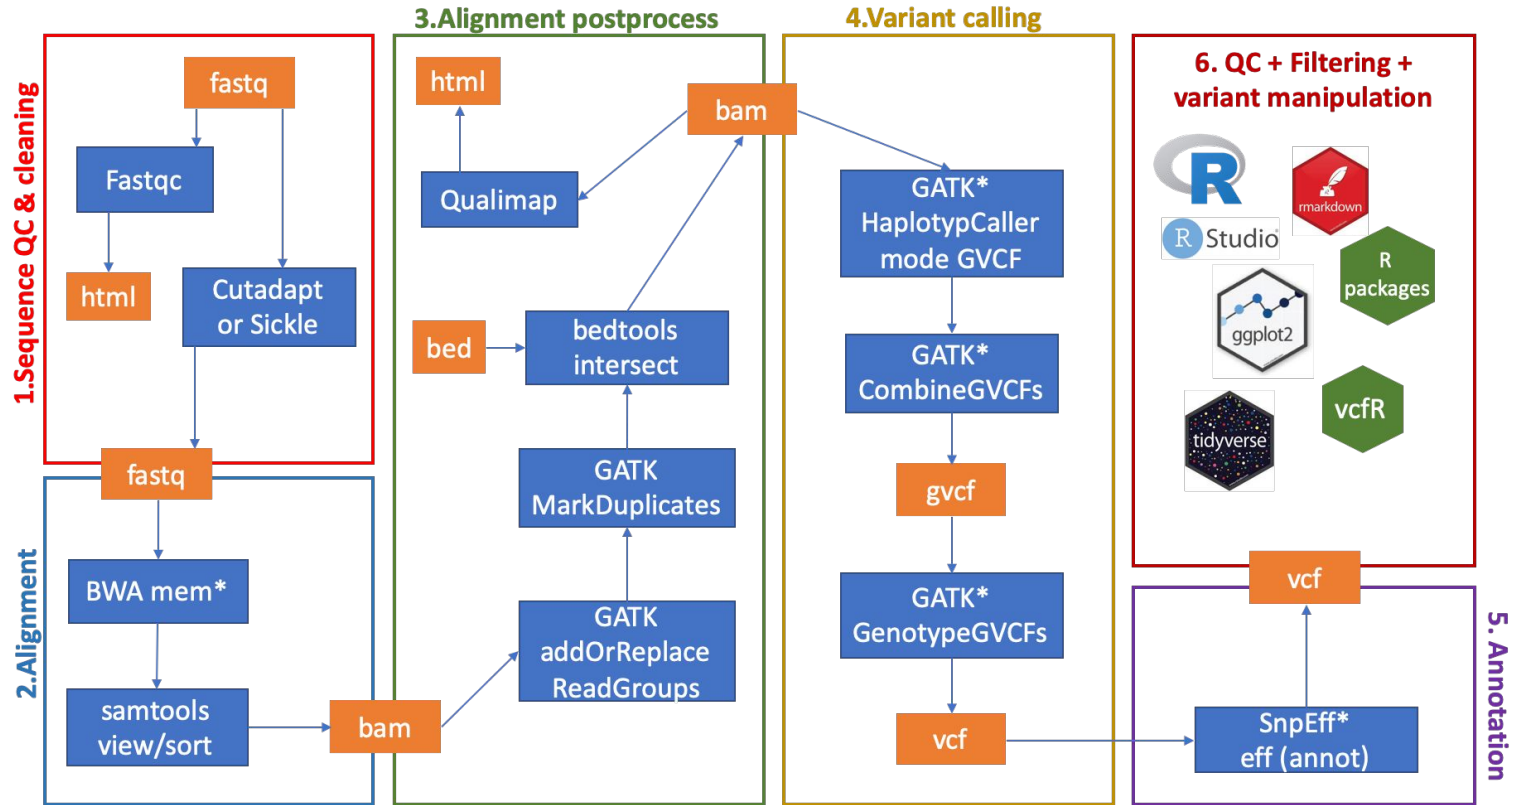 1.Sequence QC & cleaning
fastq
Fastqc
html
Cutadapt
or Sickle
fastq
2.Alignment
BWA mem*
samtools
view/sort
bam
3.Alignment postprocess
html
Qualimap
bam
bed
bedtools
intersect
GATK
MarkDuplicates
GATK
addOrReplace
ReadGroups
4.Variant calling
GATK*
HaplotypCaller
mode GVCF
GATK*
CombineGVCFs
gvcf
GATK*
GenotypeGVCFs
vcf
5. Annotation
SnpEff*
eff (annot)
vcf
6. QC + Filtering +
variant manipulation
R
rmarkdown
R Studio
R
packages
ggplot2
vcfR
tidyverse